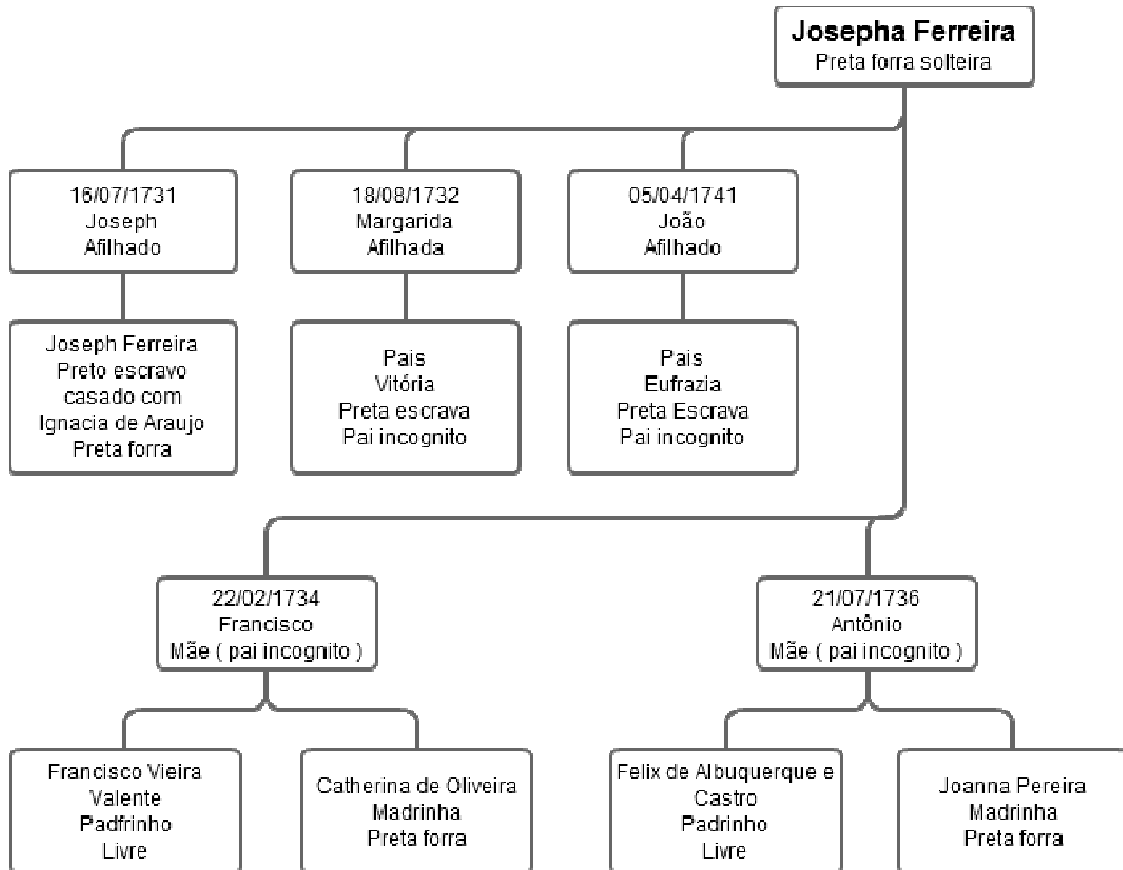 Josepha Ferreira
Preta forra solteira
16/07/1731
Joseph
Afilhado
18/08/1732
Margarida
Afilhada
05/04/1741
João
Afilhado
Joseph Ferreira
Preto escravo
casado com
Ignacia de Araujo
Preta forra
Pais
Vitória
Preta escrava
Pai incognito
Pais
Eufrazia
Preta Escrava
Pai incognito
22/02/1734
Francisco
Mãe ( pai incognito )
21/07/1736
Antônio
Mãe ( pai incognito )
Francisco Vieira
Valente
Padfrinho
Livre
Catherina de Oliveira
Madrinha
Preta forra
Felix de Albuquerque e
Castro
Padrinho
Livre
Joanna Pereira
Madrinha
Preta forra